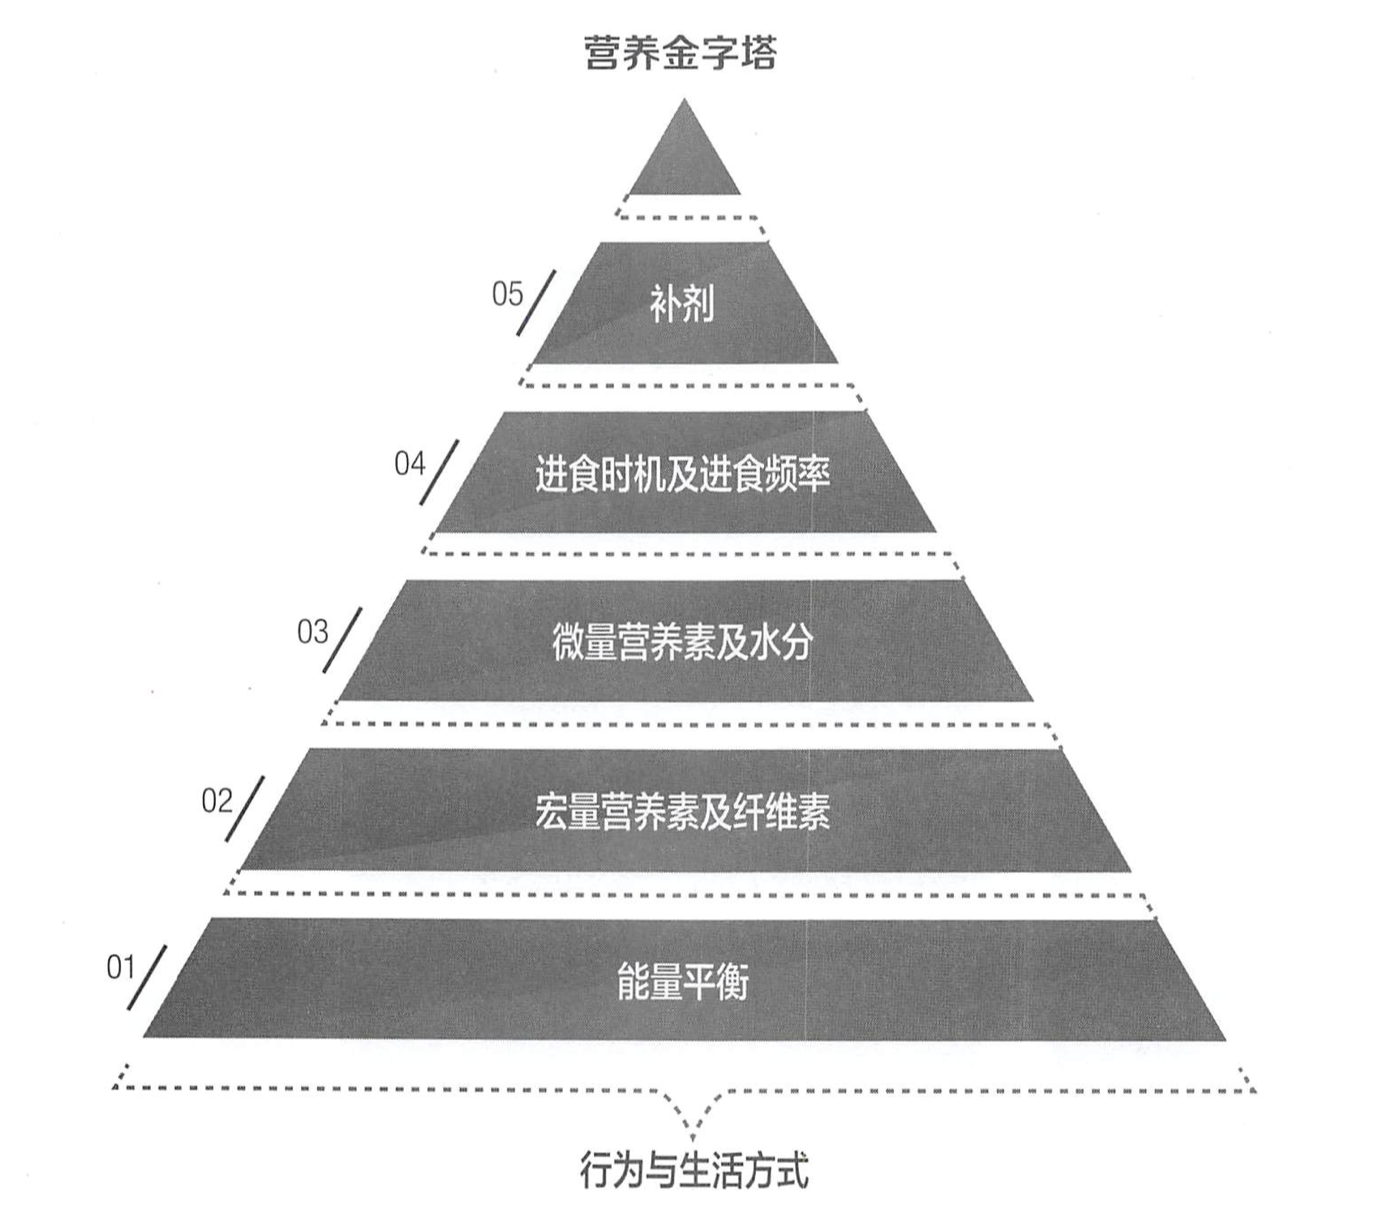 营养金字塔
05
补剂
04
进食时机及进食频率
03
微量营养素及水分
02
宏量营养素及纤维素
01
能量平衡
行为与生活方式